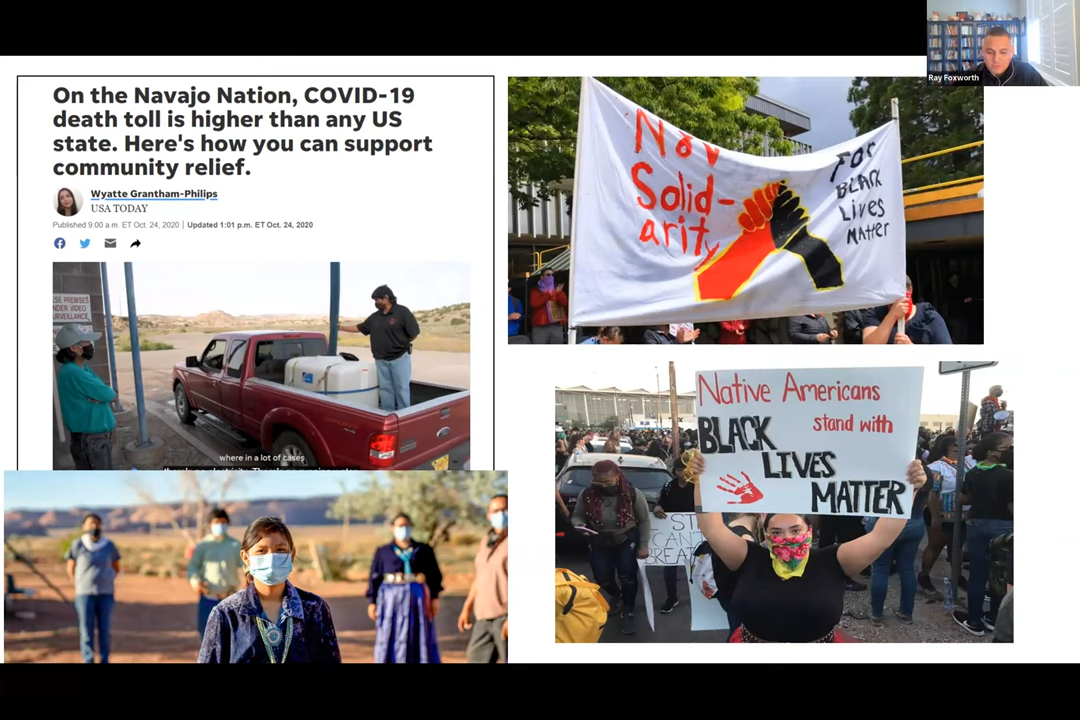 On the Navajo Nation, COVID-19
death toll is higher than any US
state. Here's how you can support
community relief.
Wyatte Grantham-Philips
USA TODAY
Published 9:00 a.m. ET Oct. 24, 2020 | Updated 1:01 p.m. ET Oct. 24, 2020
PREMISES
VIDEO
where in a lot of cases
Solid-
arity
For
BLACK
Lives
Matter
Native Americans
stand with
BLACK
LIVES
MATTER
Ray Foxworth